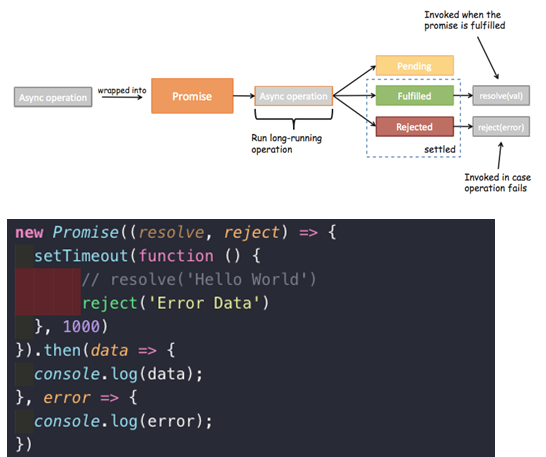 Invoked when the
promise is fulfilled
Async operation
wrapped into
Promise
Async operation
Pending
Fulfilled
Rejected
settled
resolve(val)
reject(error)
Run long-running
operation
Invoked in case
operation fails
new Promise((resolve, reject) => {
  setTimeout(function () {
      // resolve('Hello World')
      reject('Error Data')
  }, 1000)
}).then(data => {
  console.log(data);
}, error => {
  console.log(error);
})